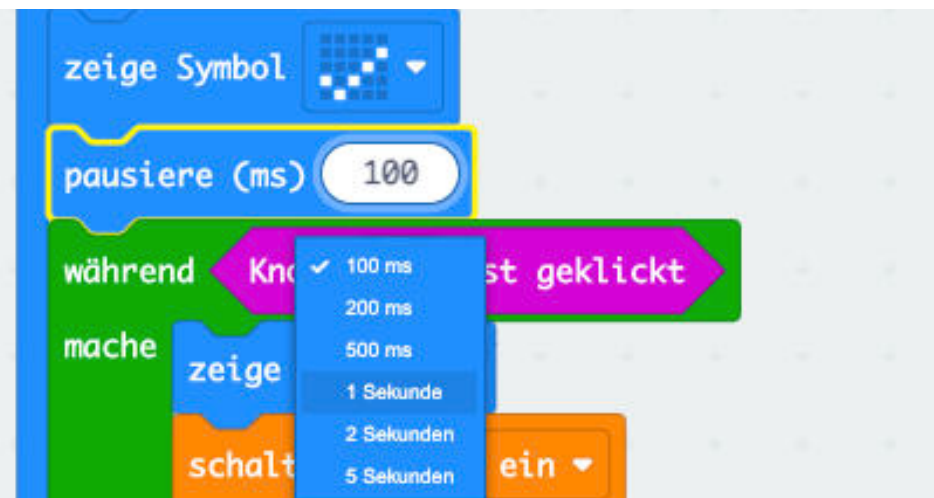 zeige Symbol
pausiere (ms) 100
während st geklickt
100 ms
200 ms
mache
500 ms
zeige
1 Sekunde
2 Sekunden
schalt ein
5 Sekunden